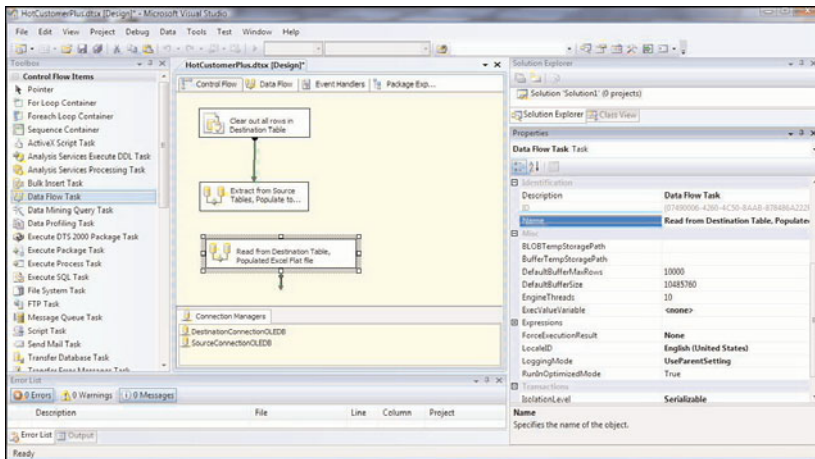 HotCustomerPlus.dtsx [Design]* - Microsoft Visual Studio
File Edit View Project Debug Data Tools Test Window Help
Toolbox
Control Flow Items
Pointer
For Loop Container
Foreach Loop Container
Sequence Container
ActiveX Script Task
Analysis Services Execute DDL Task
Analysis Services Processing Task
Bulk Insert Task
Data Flow Task
Data Mining Query Task
Data Profiling Task
Execute DTS 2000 Package Task
Execute Package Task
Execute Process Task
Execute SQL Task
File System Task
FTP Task
Message Queue Task
Script Task
Send Mail Task
Transfer Database Task
Transfer Error Messages Task
HotCustomerPlus.dtsx [Design]*
Control Flow Data Flow Event Handlers Package Exp...
Clear out all rows in
Destination Table
Extract from Source
Tables, Populate to...
Read from Destination Table,
Populated Excel Flat file
Connection Managers
DestinationConnectionOLEDB
SourceConnectionOLEDB
Solution Explorer
Solution 'Solution1' (0 projects)
Solution Explorer Class View
Properties
Data Flow Task Task
Identification
Description Data Flow Task
ID
Name Read from Destination Table, Populate
Misc
BLOBTempStoragePath
BufferTempStoragePath
DefaultBufferMaxRows 10000
DefaultBufferSize 10485760
EngineThreads 10
ExecValueVariable <none>
Expressions
ForceExecutionResult None
LocaleID English (United States)
LoggingMode UseParentSetting
RunInOptimizedMode True
Transactions
IsolationLevel Serializable
Name
Specifies the name of the object.
Error List
0 Errors 0 Warnings 0 Messages
Description File Line Column Project
Error List Output
Ready